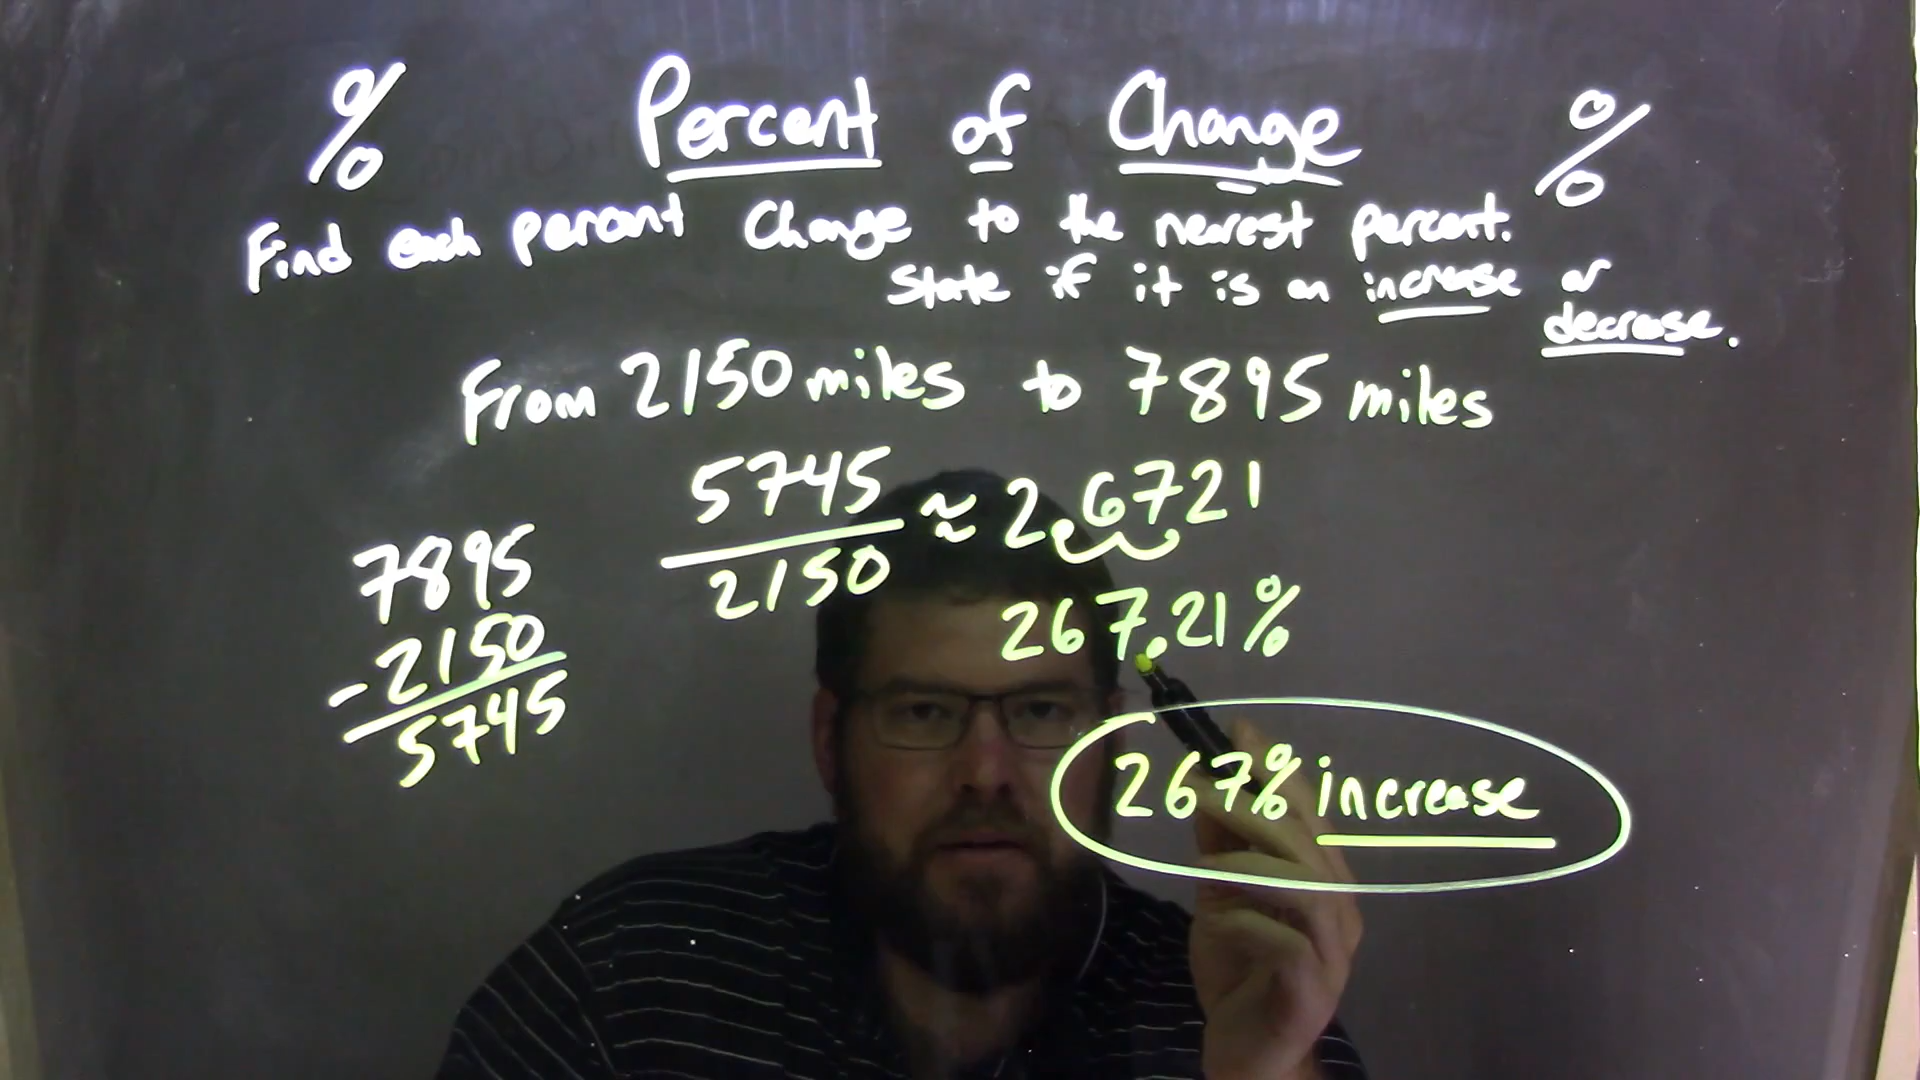 % Percent of Change %
Find each percent Change to the nearest percent.
State if it is an increase or
decrease.
From 2150 miles to 7895 miles
5745
2150
≈ 2.6721
267.21%
7895
-2150
5745
267% increase